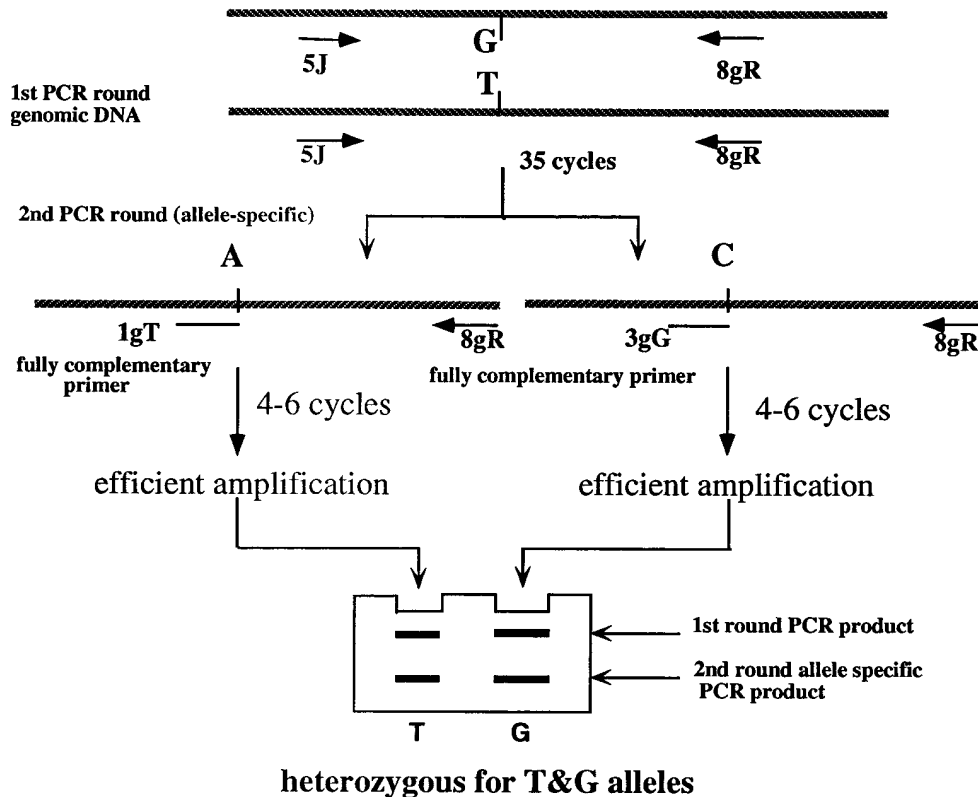 G
5J
8gR
T
1st PCR round
genomic DNA
5J
8gR
35 cycles
2nd PCR round (allele-specific)
A
C
1gT
8gR
3gG
8gR
fully complementary
primer
fully complementary primer
4-6 cycles
4-6 cycles
efficient amplification
efficient amplification
1st round PCR product
2nd round allele specific
PCR product
T
G
heterozygous for T&G alleles